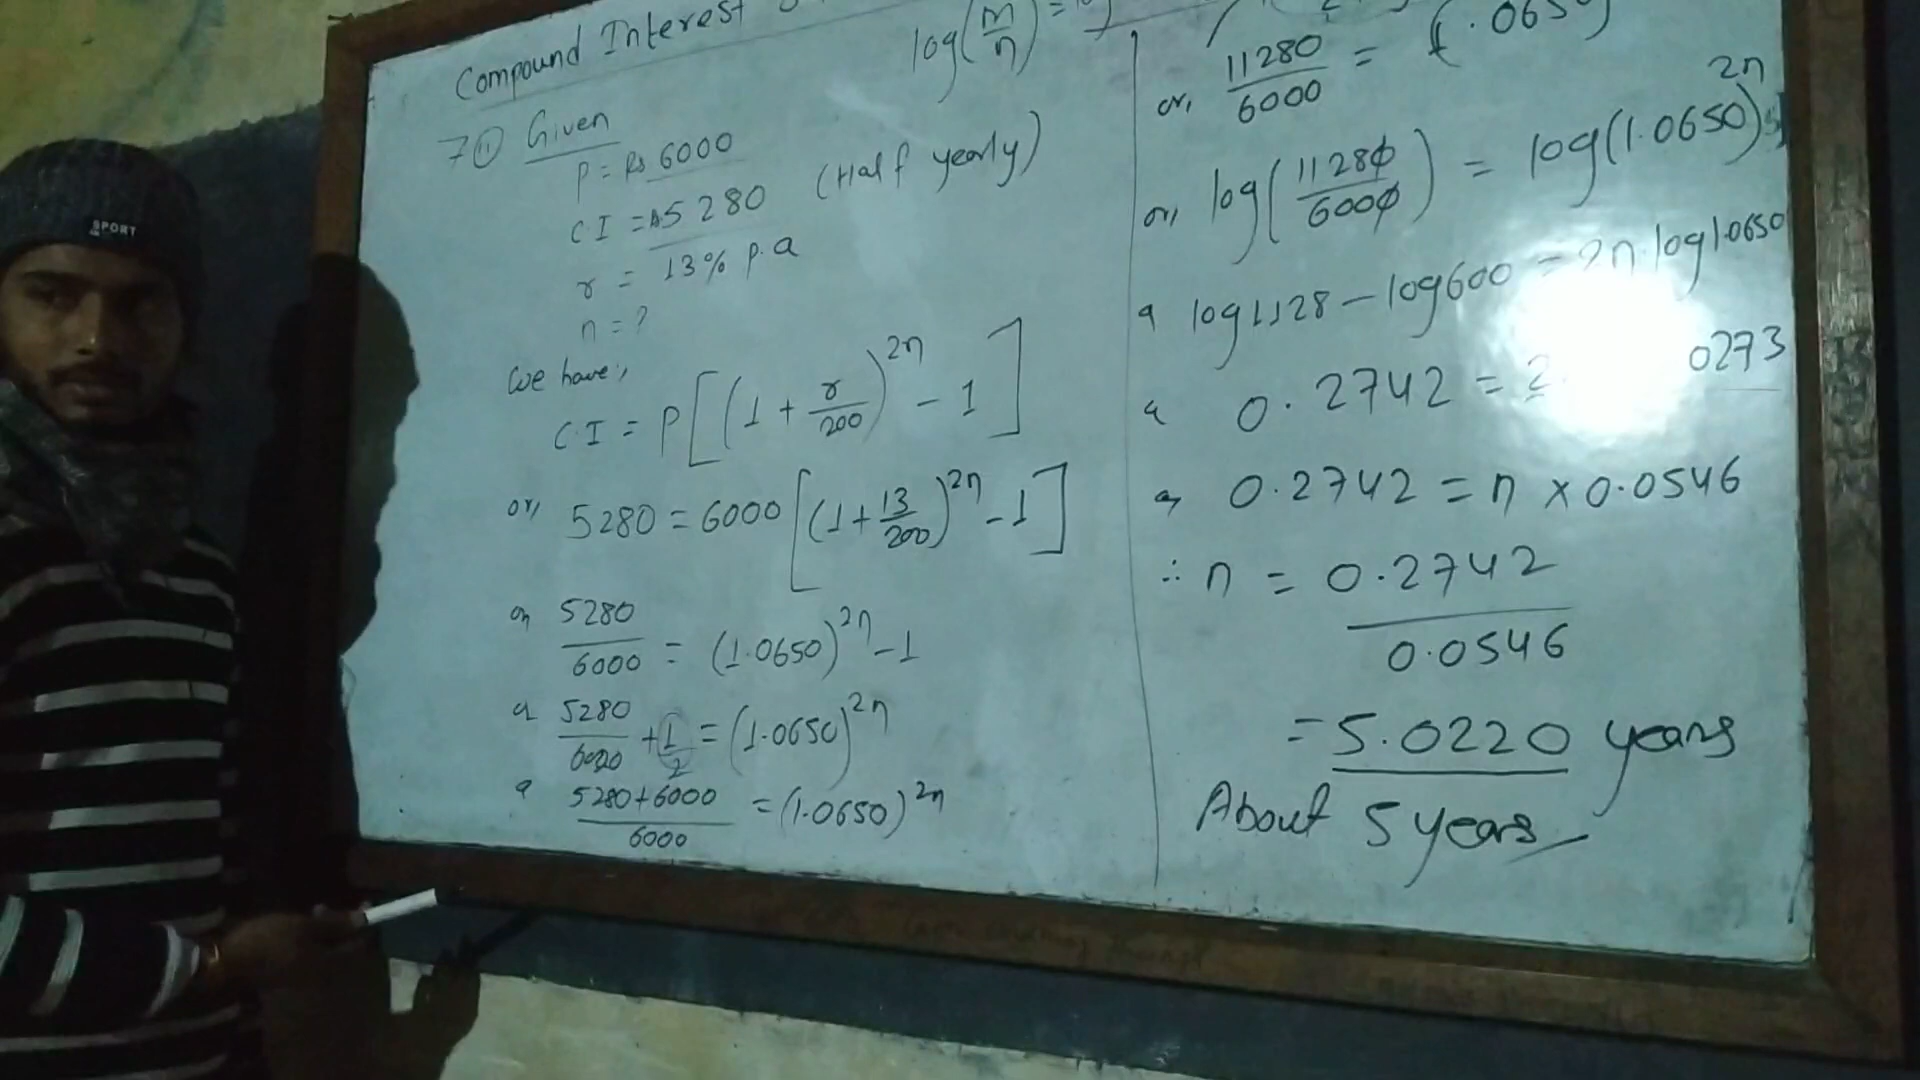 SPORT
Compound Interest
log(m/n) =
7 (ii) Given
P = Rs 6000
C I = Rs 5280 (Half yearly)
r = 13% p.a
n = ?
We have,
C.I = P[(1 + r/200)^2n - 1]
or, 5280 = 6000[(1 + 13/200)^2n - 1]
or 5280/6000 = (1.0650)^2n - 1
or 5280/6000 + 1/2 = (1.0650)^2n
or 5280+6000/6000 = (1.0650)^2n
or, 11280/6000 = (1.0650)
or, log(11280/6000) = log(1.0650)^2n
or log1128 - log600 = 2n.log1.0650
or 0.2742 = 2 0273
or 0.2742 = n × 0.0546
∴ n = 0.2742/0.0546
= 5.0220 years
About 5 years